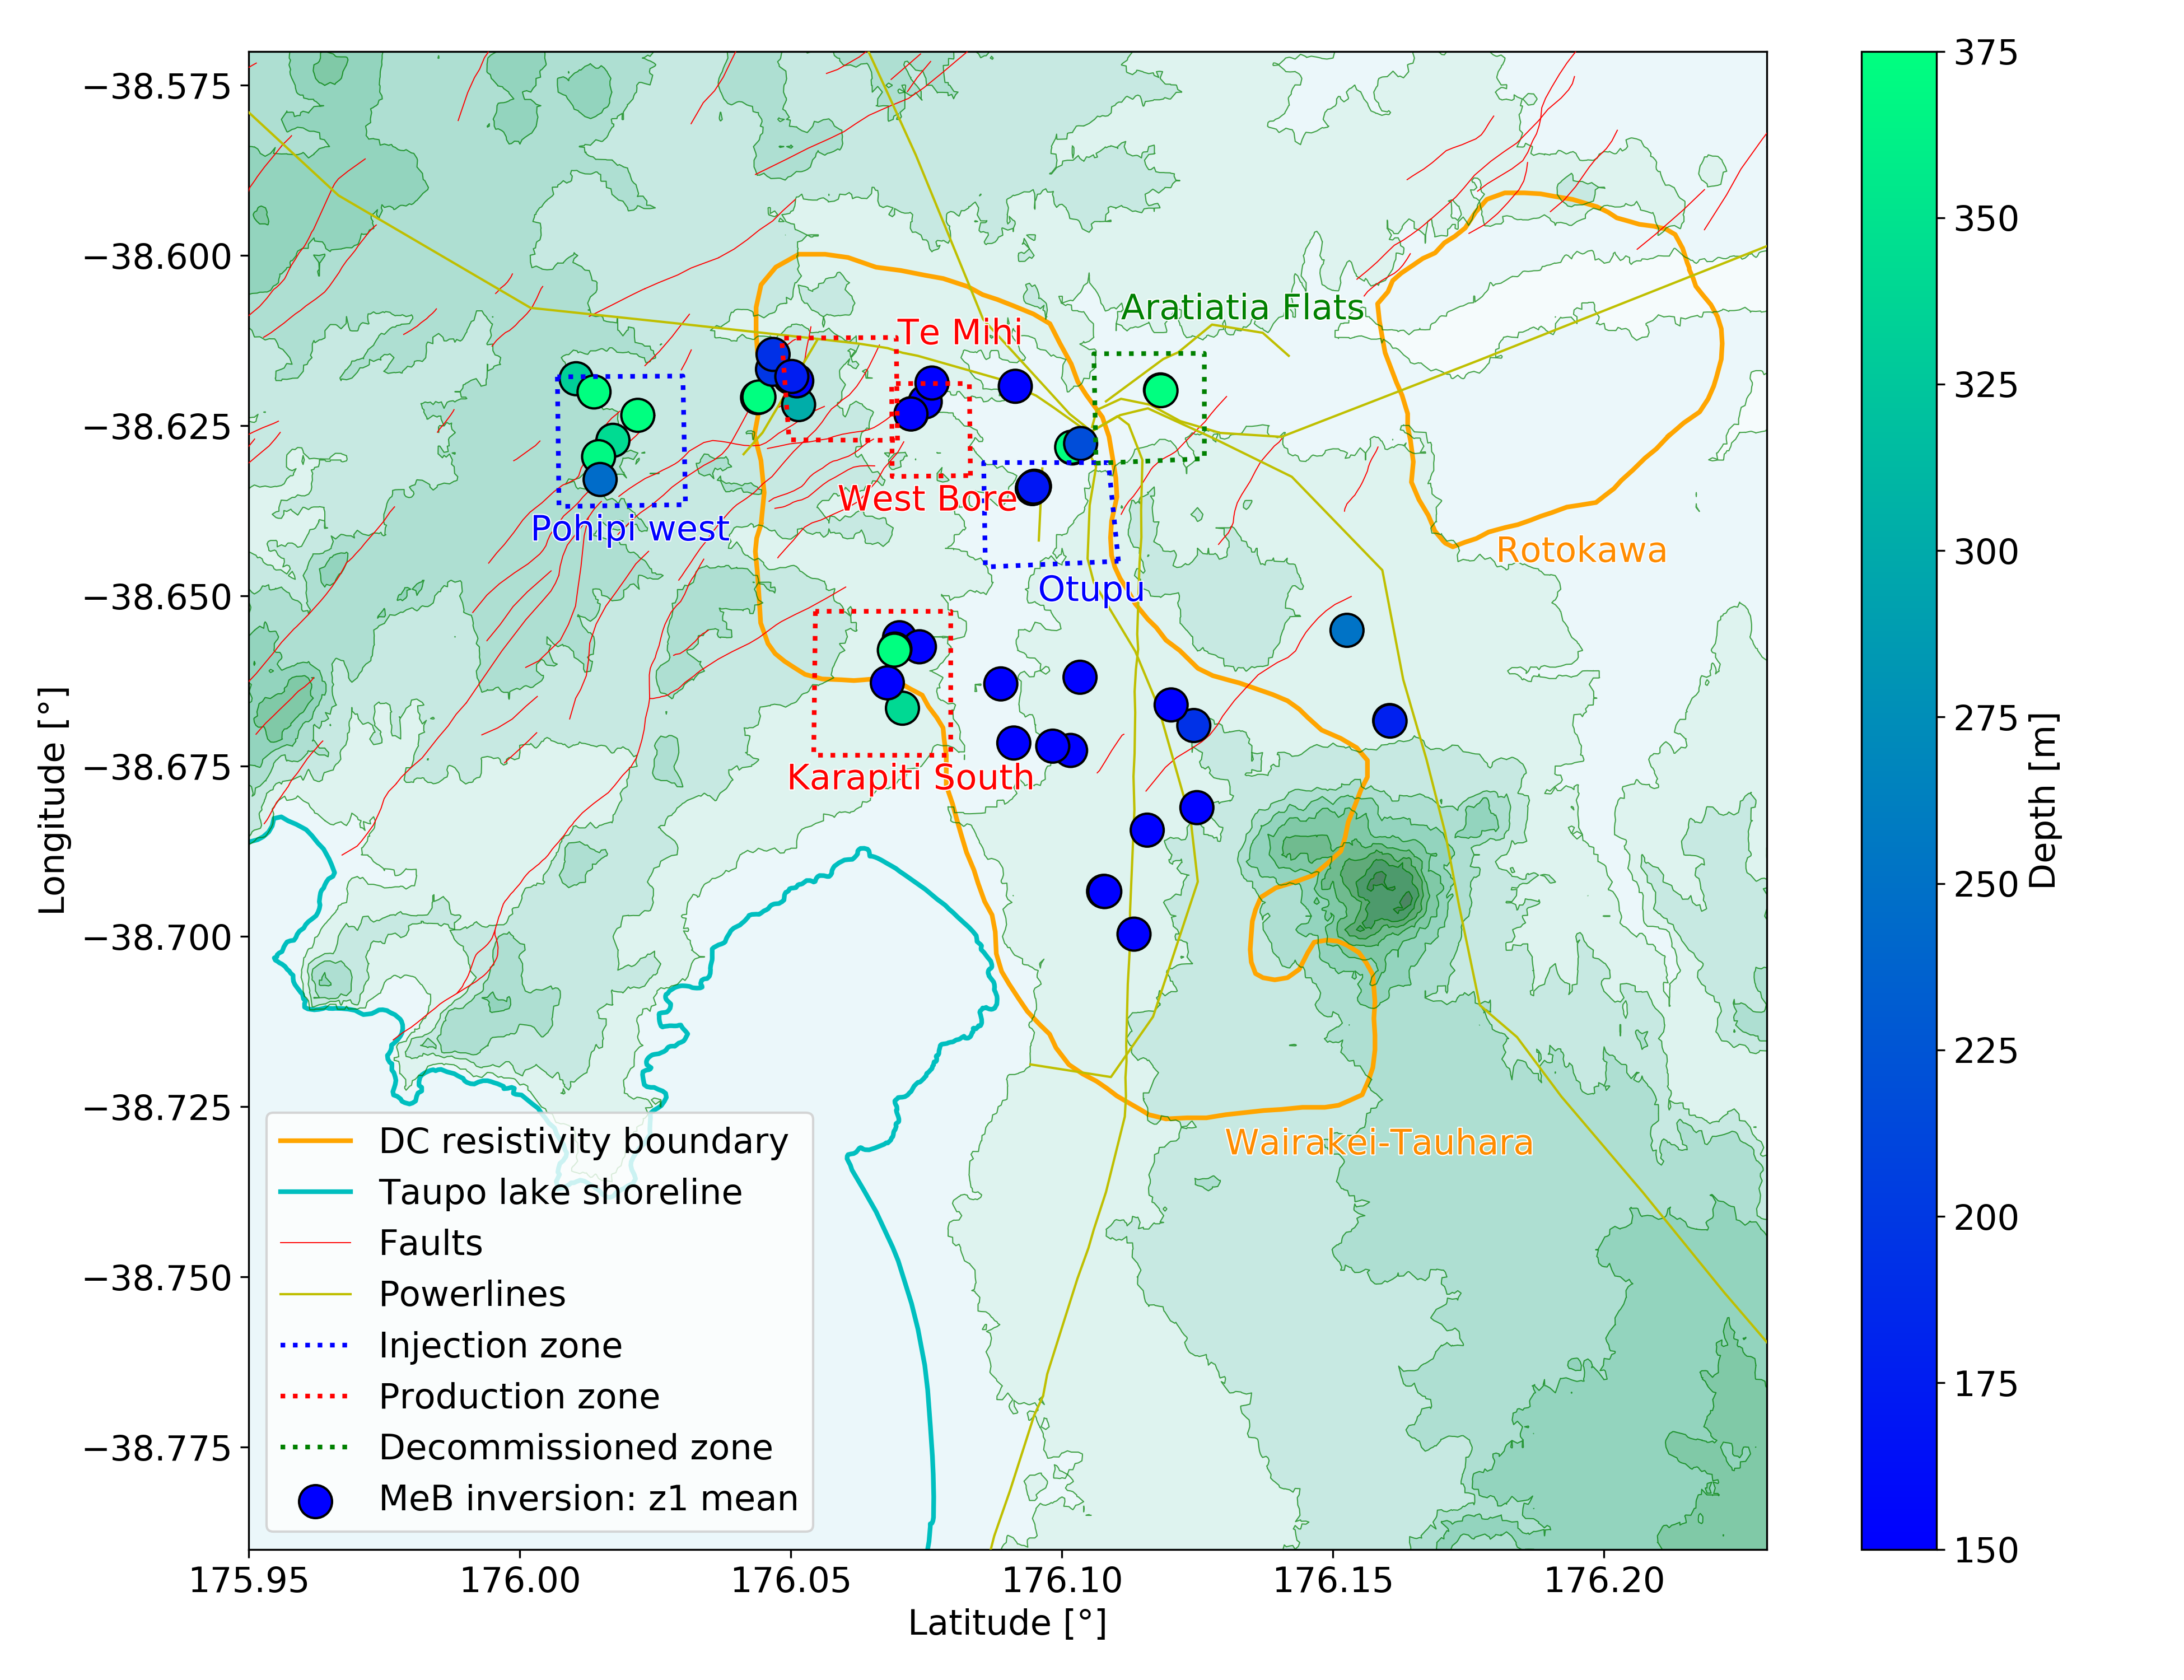 −38.575
−38.600
−38.625
−38.650
−38.675
−38.700
−38.725
−38.750
−38.775
Longitude [°]
175.95
176.00
176.05
176.10
176.15
176.20
Latitude [°]
Aratiatia Flats
Te Mihi
West Bore
Pohipi west
Rotokawa
Otupu
Karapiti South
Wairakei-Tauhara
DC resistivity boundary
Taupo lake shoreline
Faults
Powerlines
Injection zone
Production zone
Decommissioned zone
MeB inversion: z1 mean
375
350
325
300
275
250
225
200
175
150
Depth [m]